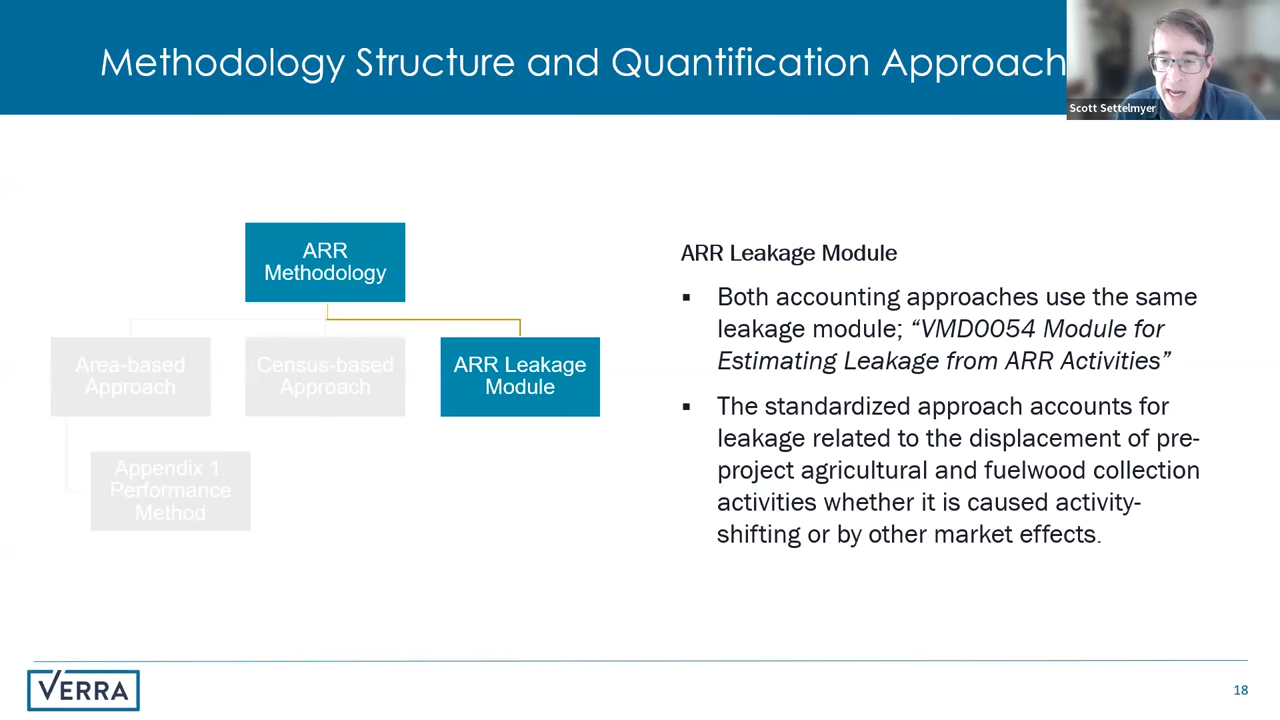 Methodology Structure and Quantification Approach
Scott Settelmyer
ARR
Methodology
Area-based
Approach
Census-based
Approach
ARR Leakage
Module
Appendix 1.
Performance
Method
ARR Leakage Module
▪ Both accounting approaches use the same
leakage module; “VMD0054 Module for
Estimating Leakage from ARR Activities”
▪ The standardized approach accounts for
leakage related to the displacement of pre-
project agricultural and fuelwood collection
activities whether it is caused activity-
shifting or by other market effects.
VERRA
18